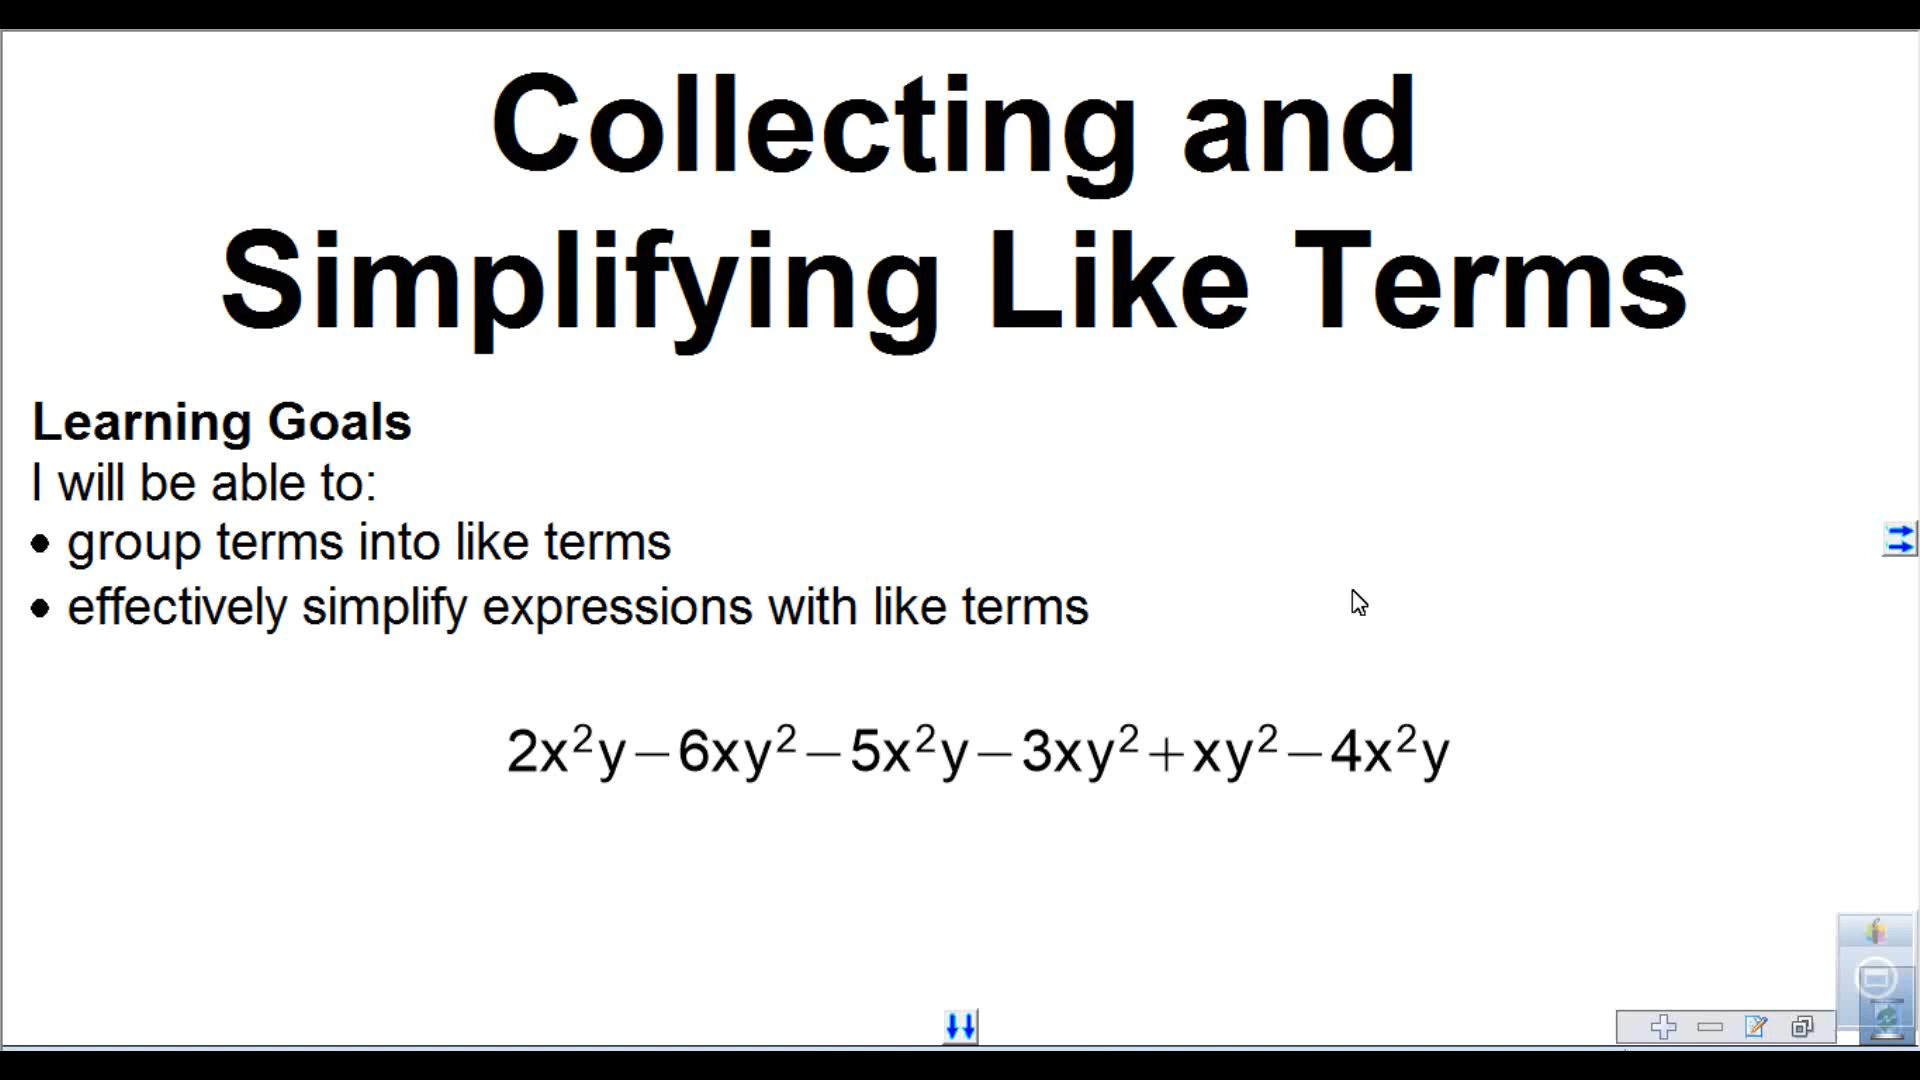 Collecting and
Simplifying Like Terms
Learning Goals
I will be able to:
• group terms into like terms
• effectively simplify expressions with like terms
2x²y−6xy²−5x²y−3xy²+xy²−4x²y